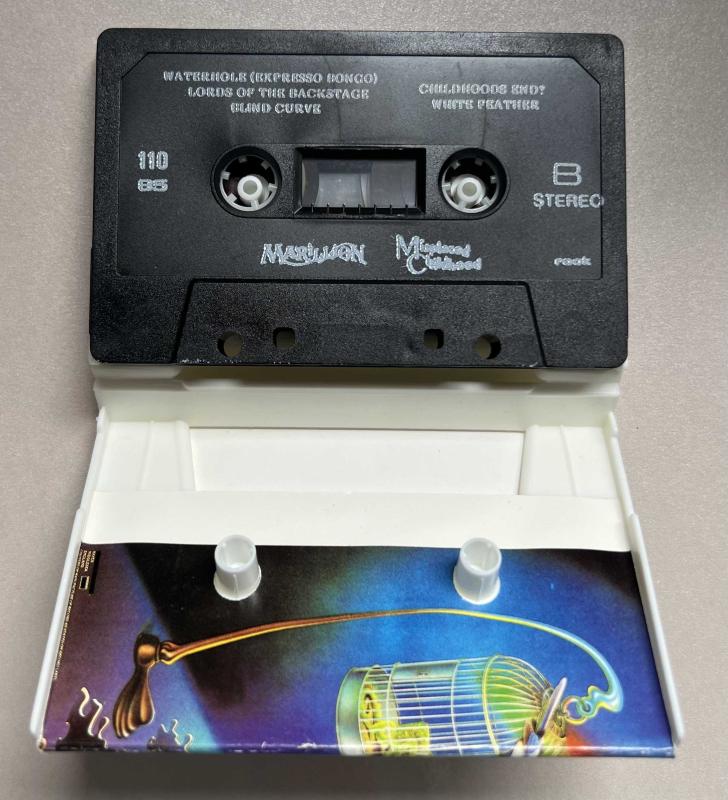 WATERHOLE (EXPRESSO BONGO)
LORDS OF THE BACKSTAGE
BLIND CURVE
CHILDHOODS END?
WHITE FEATHER
110
85
B
STEREO
MARILLION
Misplaced
Childhood
rock